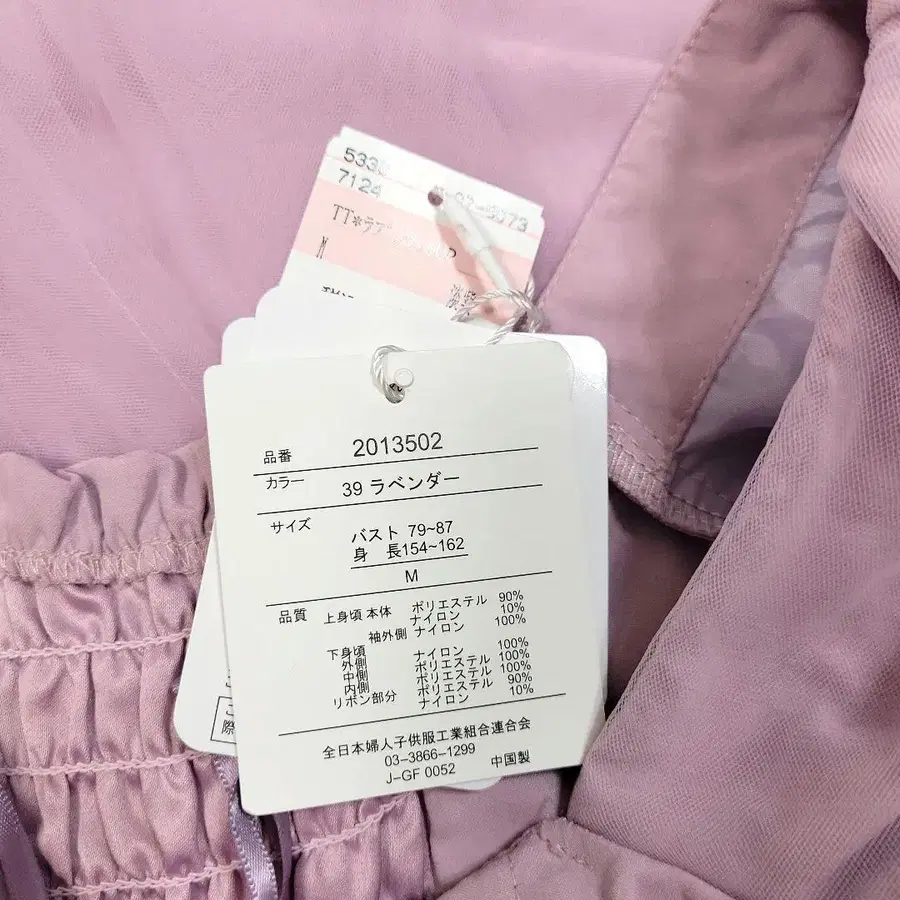 7124
M
品番 2013502
カラー 39 ラベンダー
サイズ バスト 79~87
身 長154~162
M
品質 上身頃 本体 ポリエステル 90%
ナイロン 10%
袖外側 ナイロン 100%
下身頃
外側 ナイロン 100%
中側 ポリエステル 100%
内側 ポリエステル 100%
リボン部分 ポリエステル 90%
ナイロン 10%
全日本婦人子供服工業組合連合会
03-3866-1299
J-GF 0052 中国製